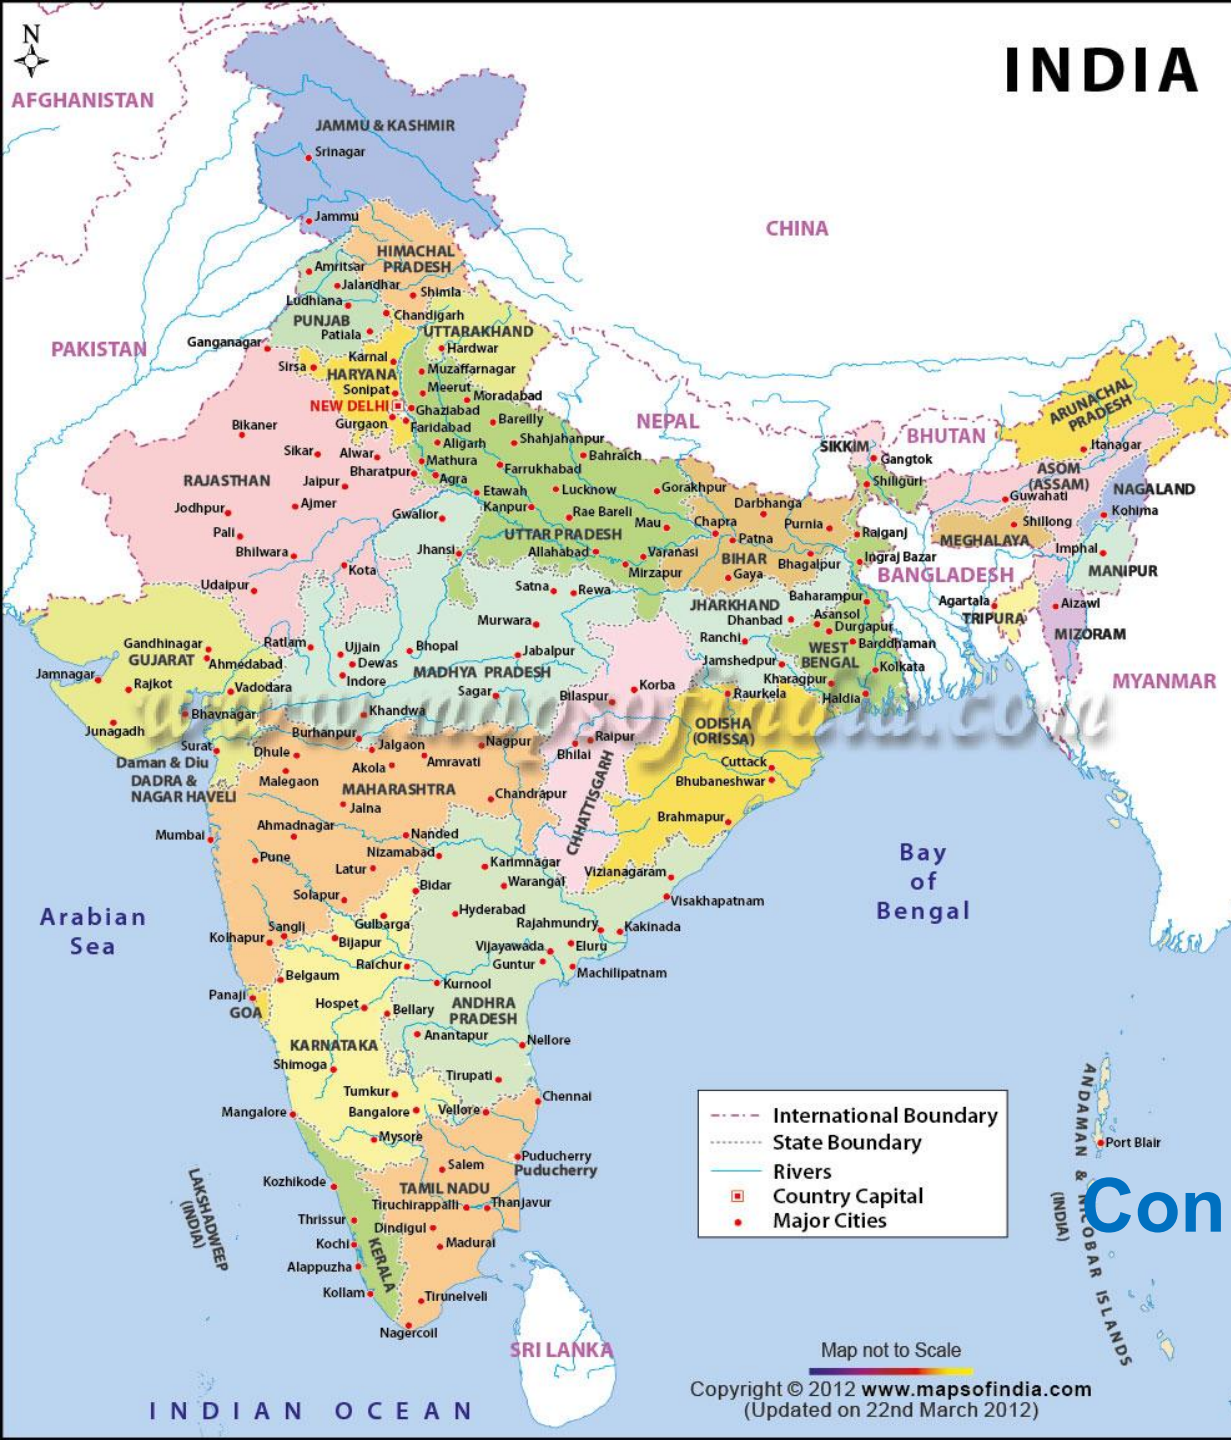 N
INDIA
AFGHANISTAN
JAMMU & KASHMIR
Srinagar
Jammu
CHINA
HIMACHAL
PRADESH
Amritsar
Jalandhar
Shimla
Ludhiana
Chandigarh
PUNJAB
UTTARAKHAND
Patiala
Ganganagar
PAKISTAN
Hardwar
Karnal
Sirsa
HARYANA
Muzaffarnagar
Sonipat
Meerut
Moradabad
NEW DELHI
Ghaziabad
Gurgaon
Faridabad
Bareilly
NEPAL
ARUNACHAL
PRADESH
Bikaner
Aligarh
Shahjahanpur
SIKKIM
BHUTAN
Itanagar
Sikar
Alwar
Mathura
Bahraich
Gangtok
Bharatpur
Farrukhabad
ASOM
(ASSAM)
RAJASTHAN
Jaipur
Agra
Shiliguri
NAGALAND
Etawah
Lucknow
Gorakhpur
Guwahati
Jodhpur
Ajmer
Kanpur
Rae Bareli
Darbhanga
Kohima
Gwalior
Mau
Chapra
Purnia
Shillong
Pali
UTTAR PRADESH
Patna
Raiganj
MEGHALAYA
Bhilwara
Jhansi
Allahabad
Varanasi
BIHAR
Bhagalpur
Ingraj Bazar
Imphal
Kota
Mirzapur
Gaya
BANGLADESH
MANIPUR
Udaipur
Satna
Rewa
Baharampur
Agartala
Aizawl
JHARKHAND
Dhanbad
Asansol
TRIPURA
Murwara
Durgapur
MIZORAM
Gandhinagar
Ratlam
Ujjain
Bhopal
Jabalpur
Ranchi
WEST
BENGAL
Barddhaman
GUJARAT
Ahmedabad
Dewas
MADHYA PRADESH
Jamshedpur
Kolkata
Jamnagar
Rajkot
Vadodara
Indore
Sagar
Korba
Kharagpur
MYANMAR
Bilaspur
Raurkela
Haldia
www.mapsofindia.com
Bhavnagar
Khandwa
ODISHA
(ORISSA)
Junagadh
Burhanpur
Surat
Dhule
Jalgaon
Nagpur
Raipur
Daman & Diu
Akola
Amravati
Bhilai
Cuttack
DADRA &
NAGAR HAVELI
Malegaon
MAHARASHTRA
Chandrapur
CHHATTISGARH
Bhubaneshwar
Jalna
Mumbai
Ahmadnagar
Nanded
Brahmapur
Pune
Nizamabad
Karimnagar
Bay
of
Bengal
Latur
Warangal
Vizianagaram
Solapur
Bidar
Visakhapatnam
Arabian
Sea
Gulbarga
Hyderabad
Sangli
Rajahmundry
Kakinada
Kolhapur
Bijapur
Vijayawada
Eluru
Raichur
Guntur
Machilipatnam
Belgaum
Kurnool
Panaji
GOA
Hospet
Bellary
ANDHRA
PRADESH
KARNATAKA
Anantapur
Nellore
Shimoga
Tirupati
Tumkur
Chennai
Mangalore
Bangalore
Vellore
Mysore
Puducherry
Puducherry
Salem
Kozhikode
TAMIL NADU
Tiruchirappalli
Thanjavur
Thrissur
Dindigul
Kochi
KERALA
Madurai
Alappuzha
Kollam
Tirunelveli
Nagercoil
LAKSHADWEEP
(INDIA)
SRI LANKA
INDIAN OCEAN
International Boundary
State Boundary
Rivers
Country Capital
Major Cities
ANDAMAN & NICOBAR ISLANDS
(INDIA)
Port Blair
Con
Map not to Scale
Copyright © 2012 www.mapsofindia.com
(Updated on 22nd March 2012)